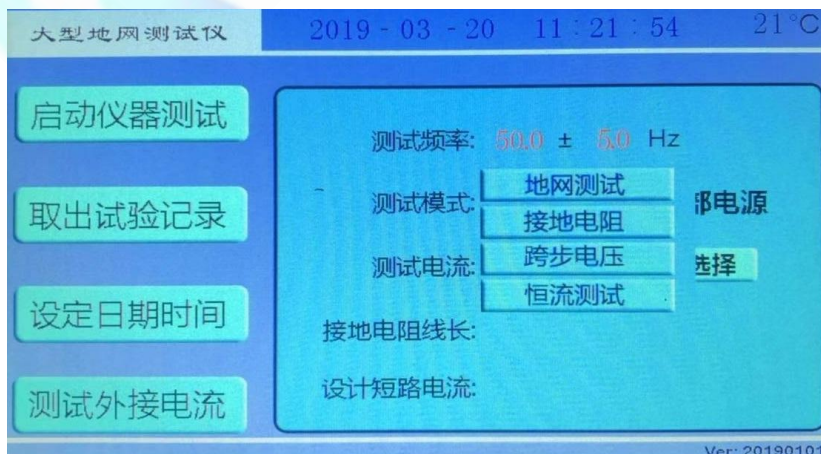 大型地网测试仪
2019-03-20 11:21:54 21°C
启动仪器测试
取出试验记录
设定日期时间
测试外接电流
测试频率: 50.0 ± 5.0 Hz
测试模式:
地网测试
接地电阻
跨步电压
恒流测试
部电源
测试电流:
选择
接地电阻线长:
设计短路电流:
Ver: 20190101